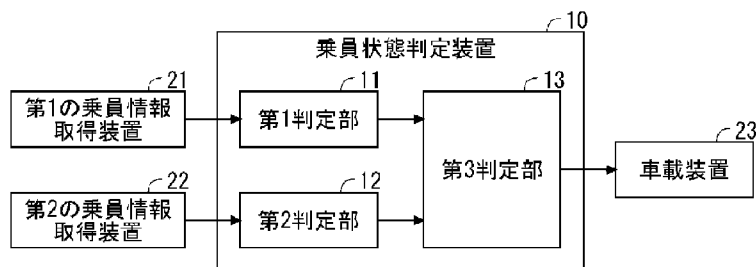 10
乗員状態判定装置
21
第1の乗員情報
取得装置
11
第1判定部
13
第3判定部
23
車載装置
22
第2の乗員情報
取得装置
12
第2判定部